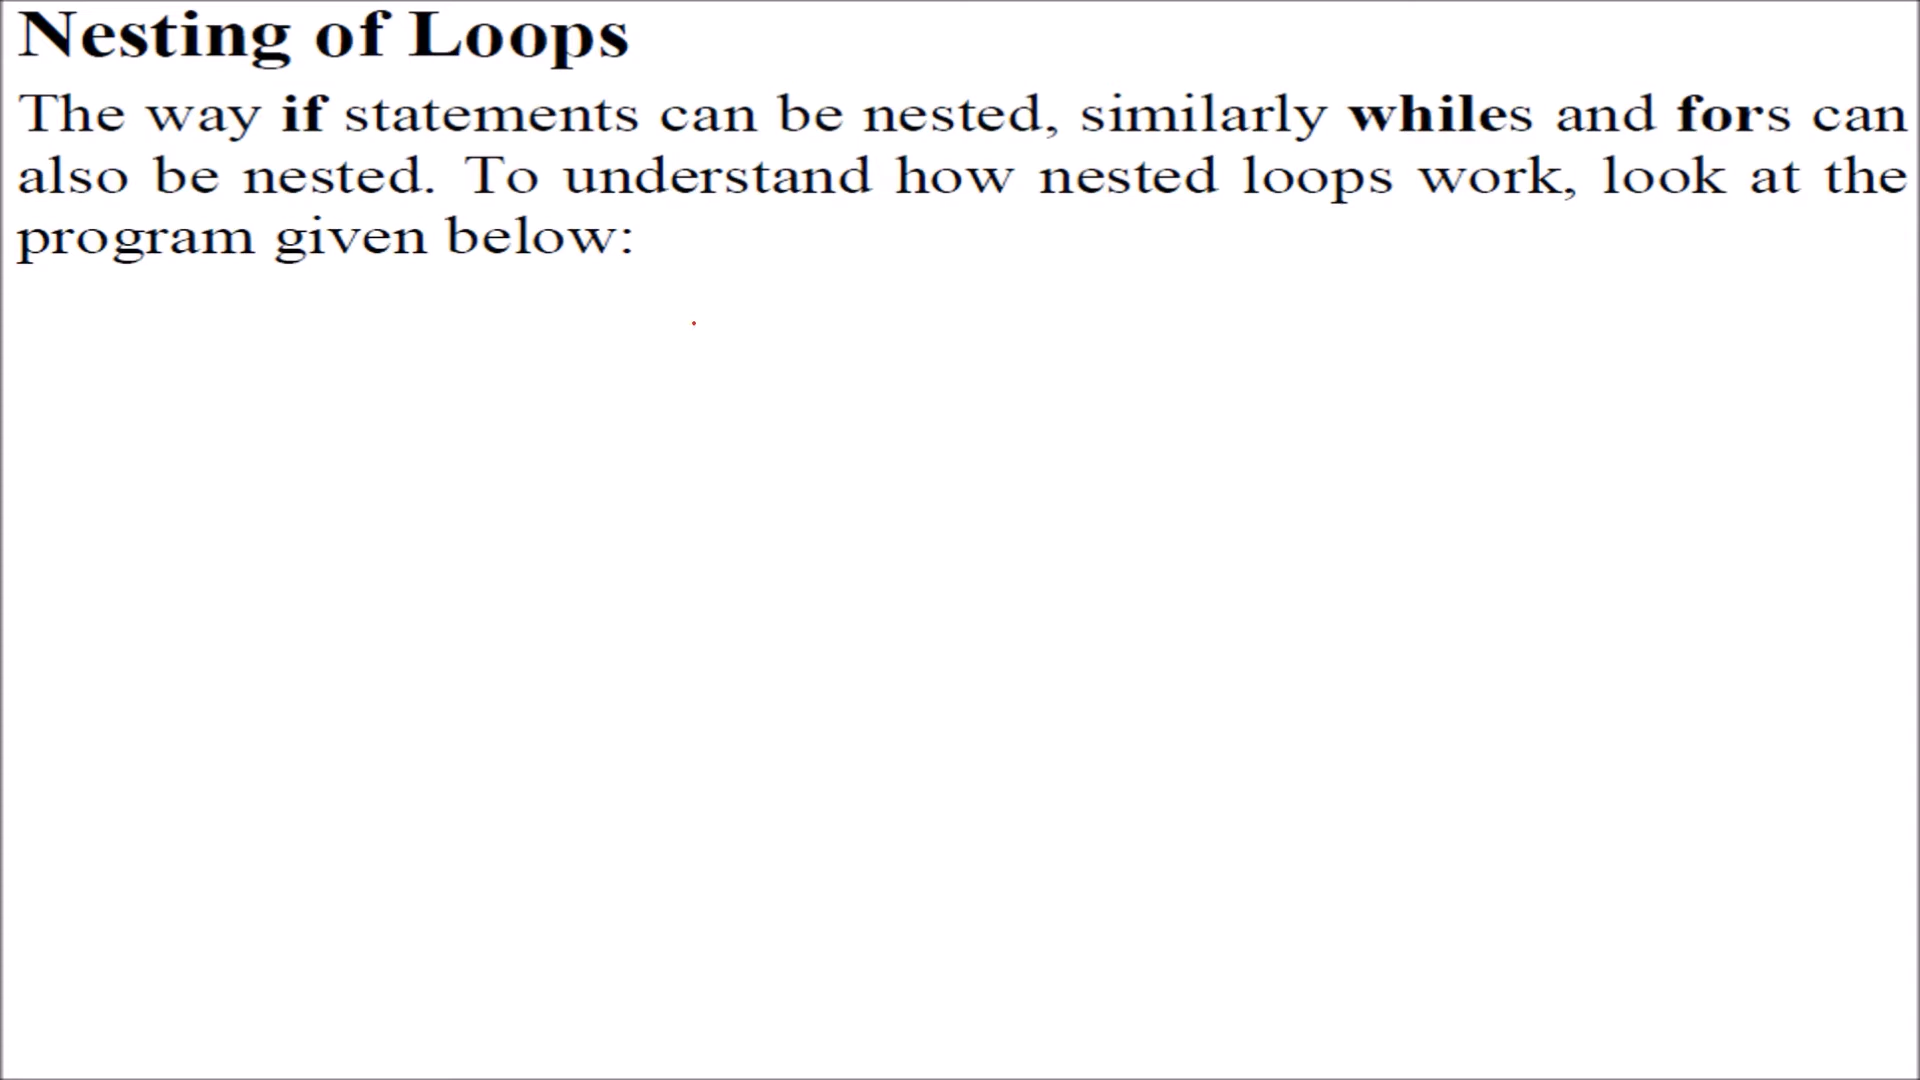 Nesting of Loops
The way if statements can be nested, similarly whiles and fors can
also be nested. To understand how nested loops work, look at the
program given below: